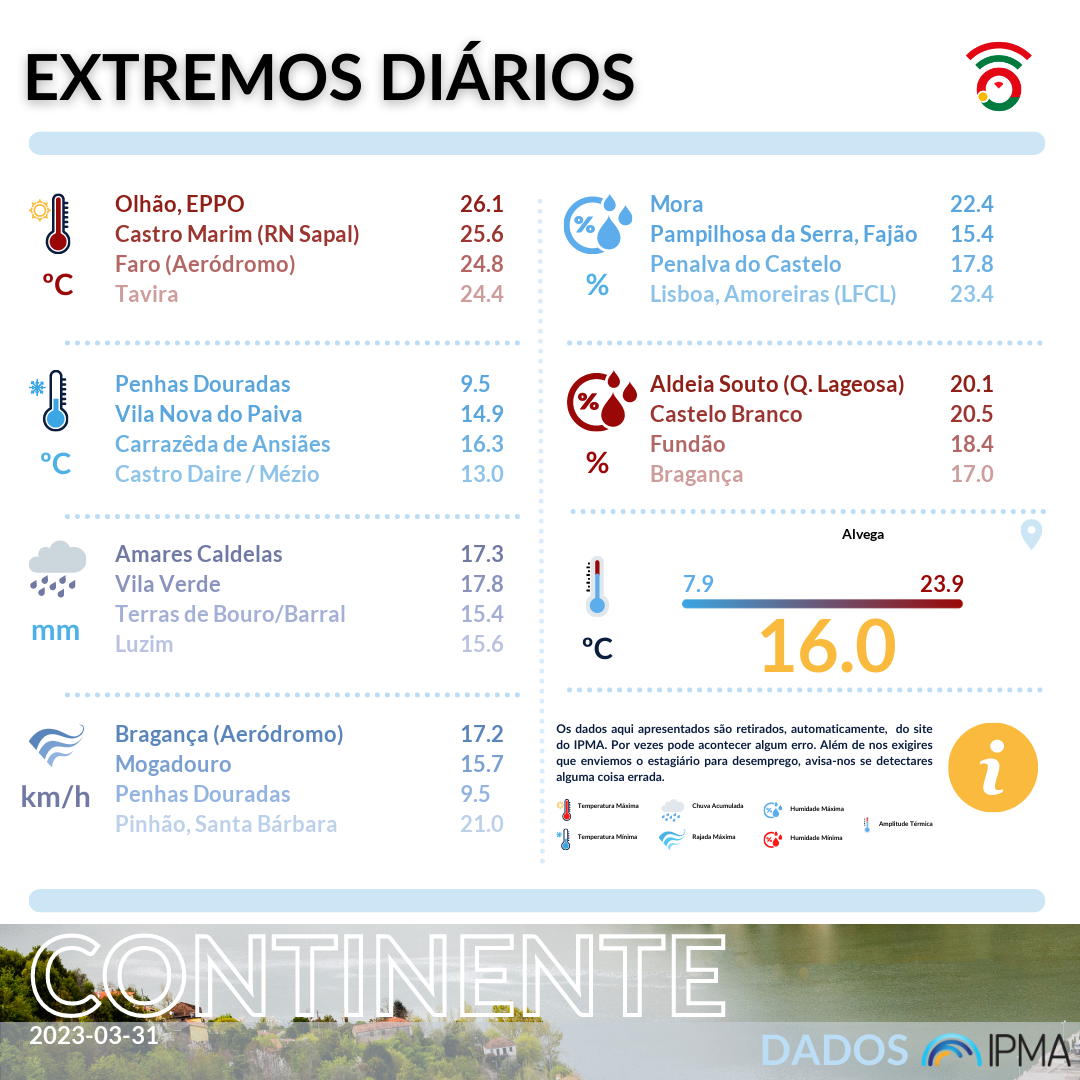 EXTREMOS DIÁRIOS
Olhão, EPPO 26.1
Castro Marim (RN Sapal) 25.6
Faro (Aeródromo) 24.8
Tavira 24.4
ºC
Penhas Douradas 9.5
Vila Nova do Paiva 14.9
Carrazêda de Ansiães 16.3
Castro Daire / Mézio 13.0
ºC
Amares Caldelas 17.3
Vila Verde 17.8
Terras de Bouro/Barral 15.4
Luzim 15.6
mm
Bragança (Aeródromo) 17.2
Mogadouro 15.7
Penhas Douradas 9.5
Pinhão, Santa Bárbara 21.0
km/h
%
Mora 22.4
Pampilhosa da Serra, Fajão 15.4
Penalva do Castelo 17.8
Lisboa, Amoreiras (LFCL) 23.4
%
%
Aldeia Souto (Q. Lageosa) 20.1
Castelo Branco 20.5
Fundão 18.4
Bragança 17.0
%
Alvega
7.9 23.9
16.0
ºC
Os dados aqui apresentados são retirados, automaticamente, do site
do IPMA. Por vezes pode acontecer algum erro. Além de nos exigires
que enviemos o estagiário para desemprego, avisa-nos se detectares
alguma coisa errada.
i
Temperatura Máxima Chuva Acumulada Humidade Máxima
Amplitude Térmica
Temperatura Mínima Rajada Máxima Humidade Mínima
CONTINENTE
2023-03-31
DADOS IPMA